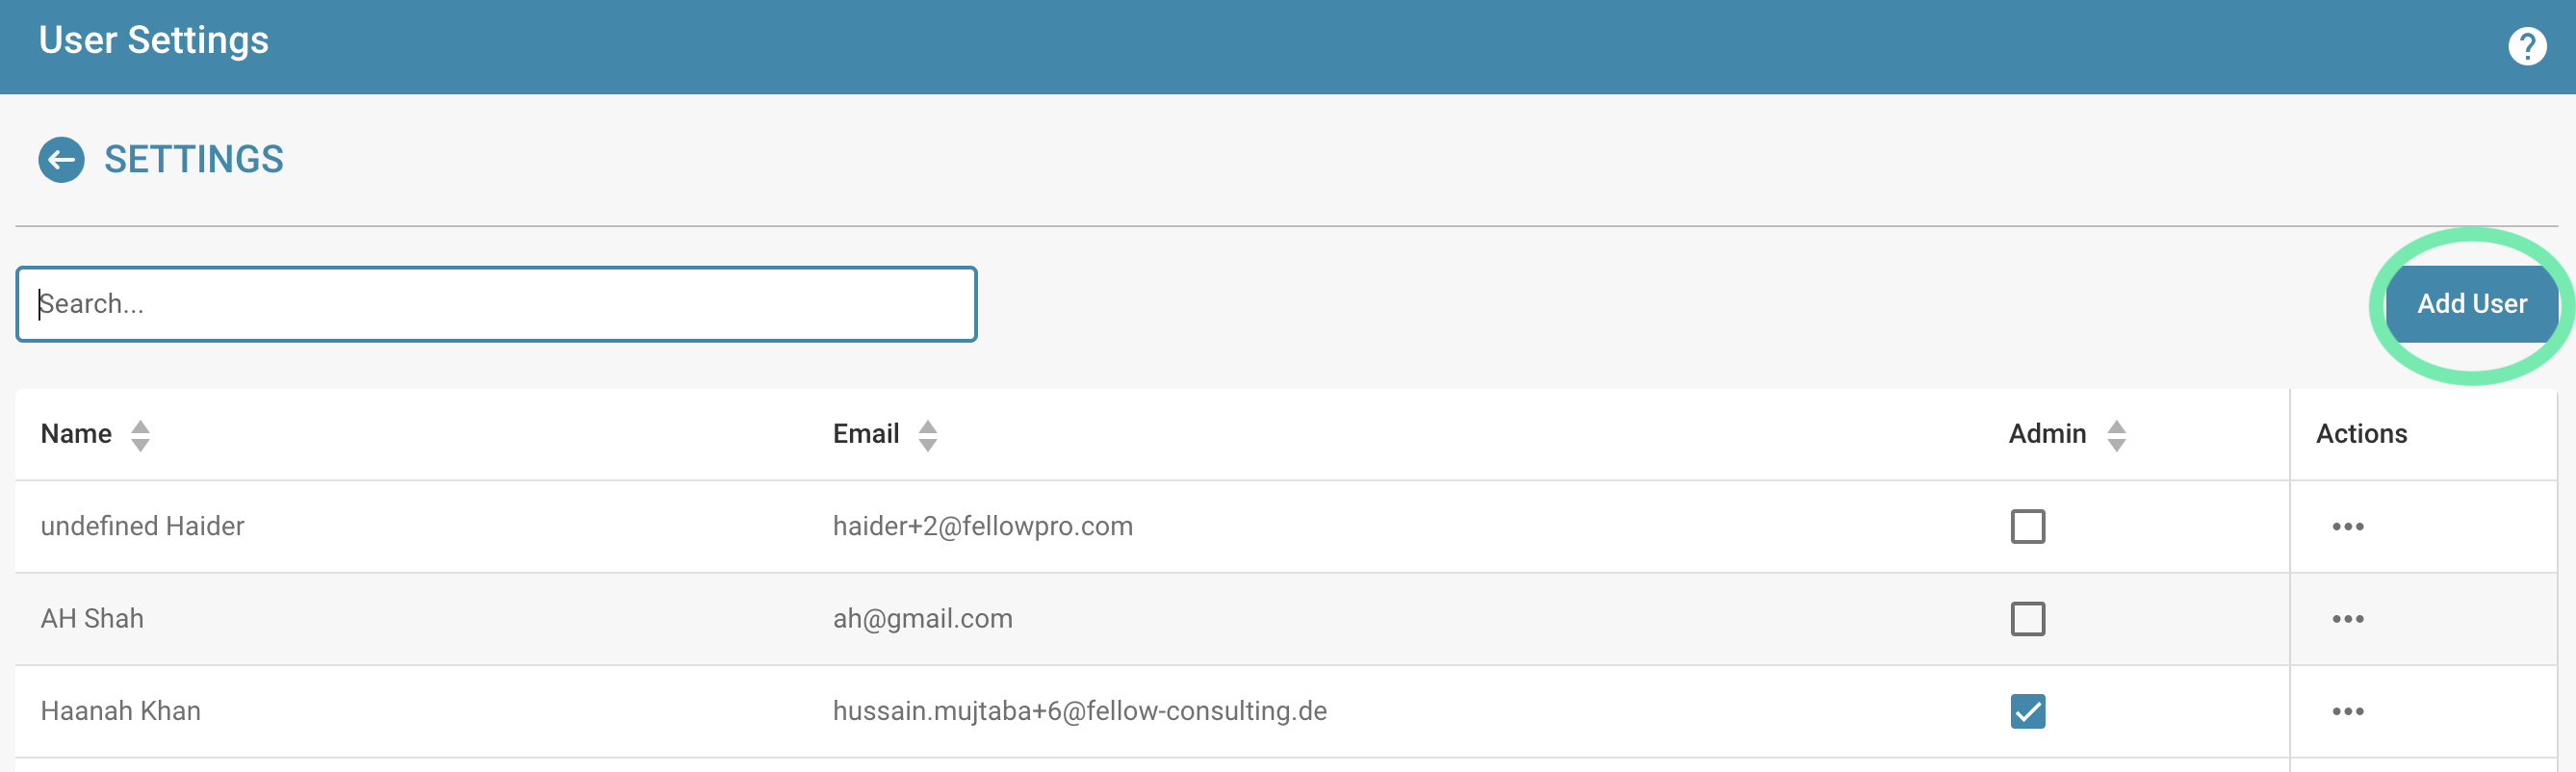 User Settings
?
SETTINGS
Search...
Add User
Name Email Admin Actions
undefined Haider haider+2@fellowpro.com
AH Shah ah@gmail.com
Haanah Khan hussain.mujtaba+6@fellow-consulting.de